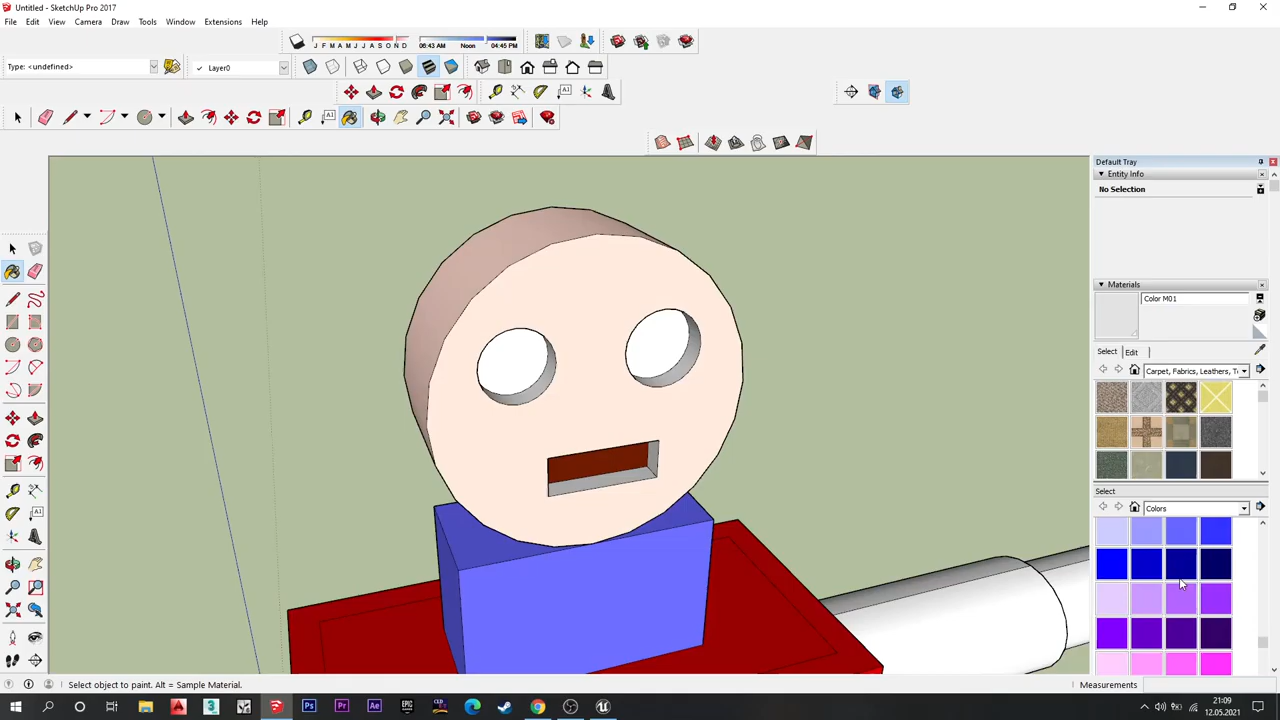 Untitled - SketchUp Pro 2017
File Edit View Camera Draw Tools Window Extensions Help
J F M A M J J A S O N D 06:43 AM Noon 04:45 PM
Type: <undefined>
Layer0
Default Tray
Entity Info
No Selection
Materials
Color M01
Select Edit
Carpet, Fabrics, Leathers, T
Select
Colors
Select object to paint. Alt = Sample Material.
Measurements
21:09
12.05.2021